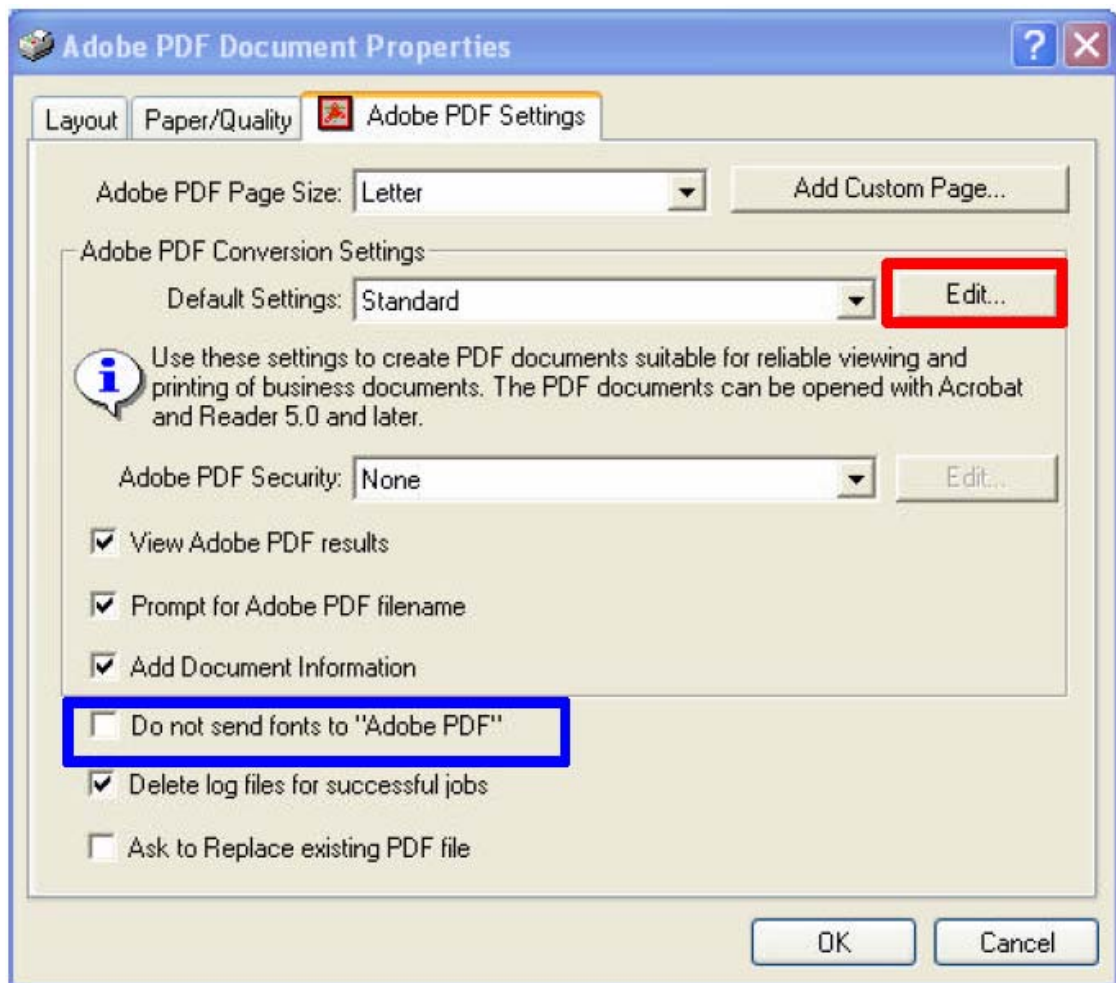 Adobe PDF Document Properties
Layout
Paper/Quality
Adobe PDF Settings
Adobe PDF Page Size: Letter
Add Custom Page...
Adobe PDF Conversion Settings
Default Settings: Standard
Edit...
Use these settings to create PDF documents suitable for reliable viewing and
printing of business documents. The PDF documents can be opened with Acrobat
and Reader 5.0 and later.
Adobe PDF Security: None
Edit...
View Adobe PDF results
Prompt for Adobe PDF filename
Add Document Information
Do not send fonts to "Adobe PDF"
Delete log files for successful jobs
Ask to Replace existing PDF file
OK
Cancel